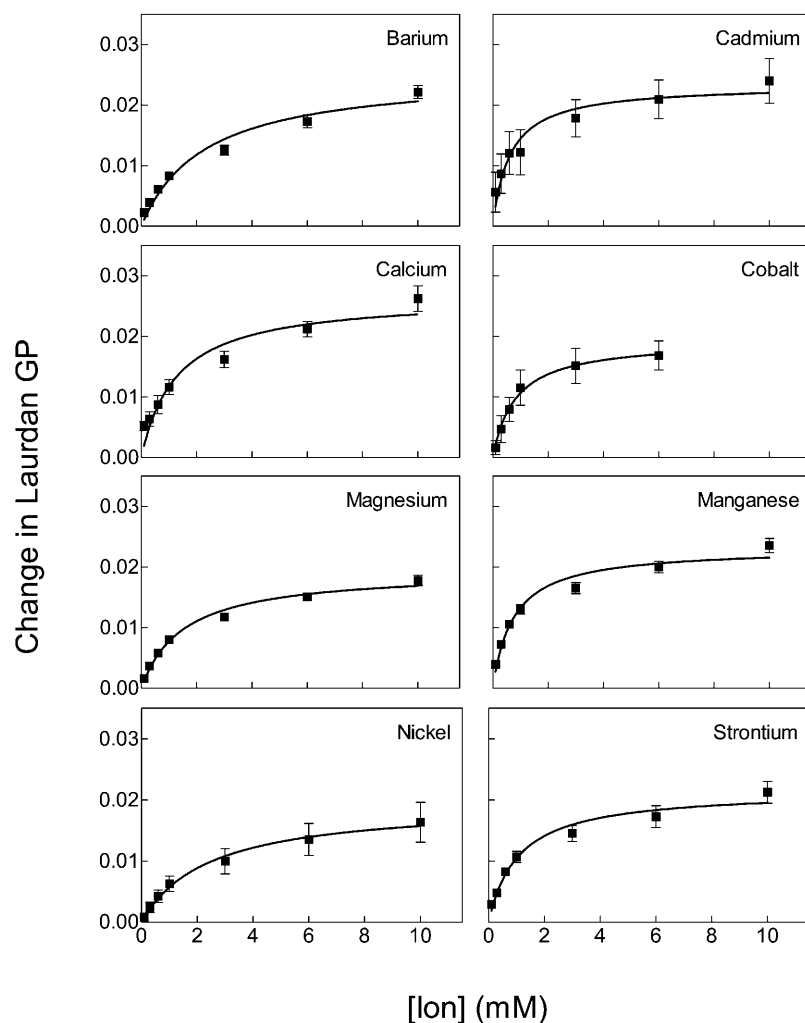 Change in Laurdan GP
Barium
0.03
0.02
0.01
0.00
Cadmium
Calcium
0.03
0.02
0.01
0.00
Cobalt
Magnesium
0.03
0.02
0.01
0.00
Manganese
Nickel
0.03
0.02
0.01
0.00
0 2 4 6 8 10
Strontium
0 2 4 6 8 10
[Ion] (mM)